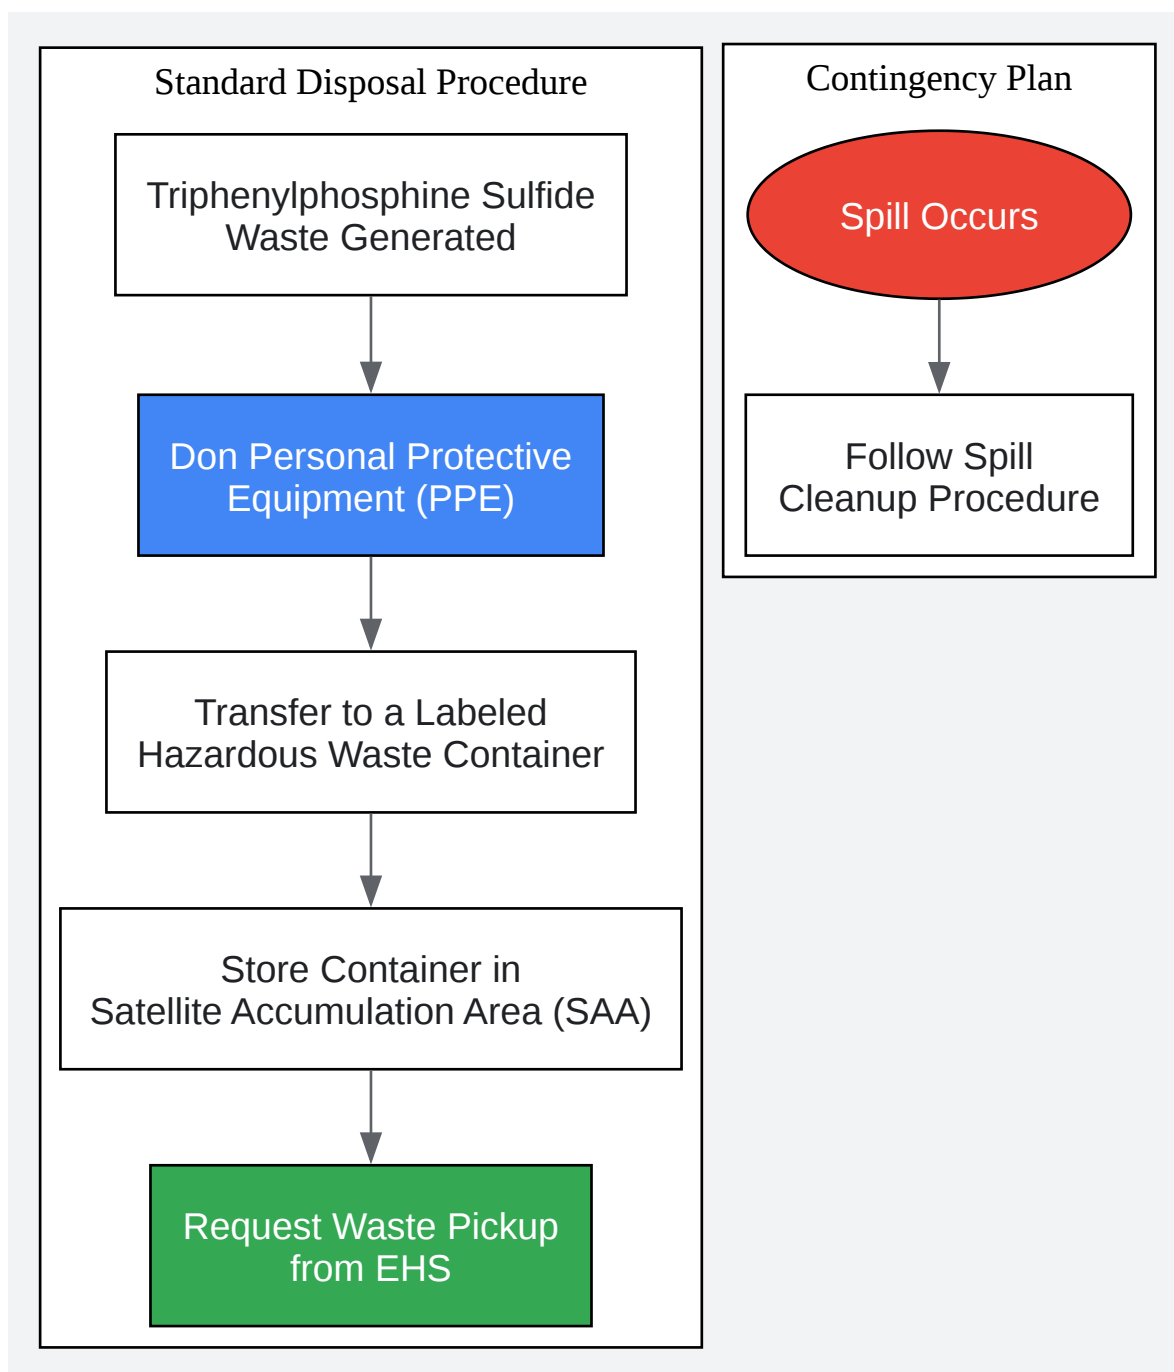 Standard Disposal Procedure
Triphenylphosphine Sulfide
Waste Generated
Don Personal Protective
Equipment (PPE)
Transfer to a Labeled
Hazardous Waste Container
Store Container in
Satellite Accumulation Area (SAA)
Request Waste Pickup
from EHS
Contingency Plan
Spill Occurs
Follow Spill
Cleanup Procedure